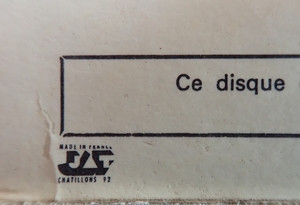 Ce disque
MADE IN FRANCE
CHATILLONS 92